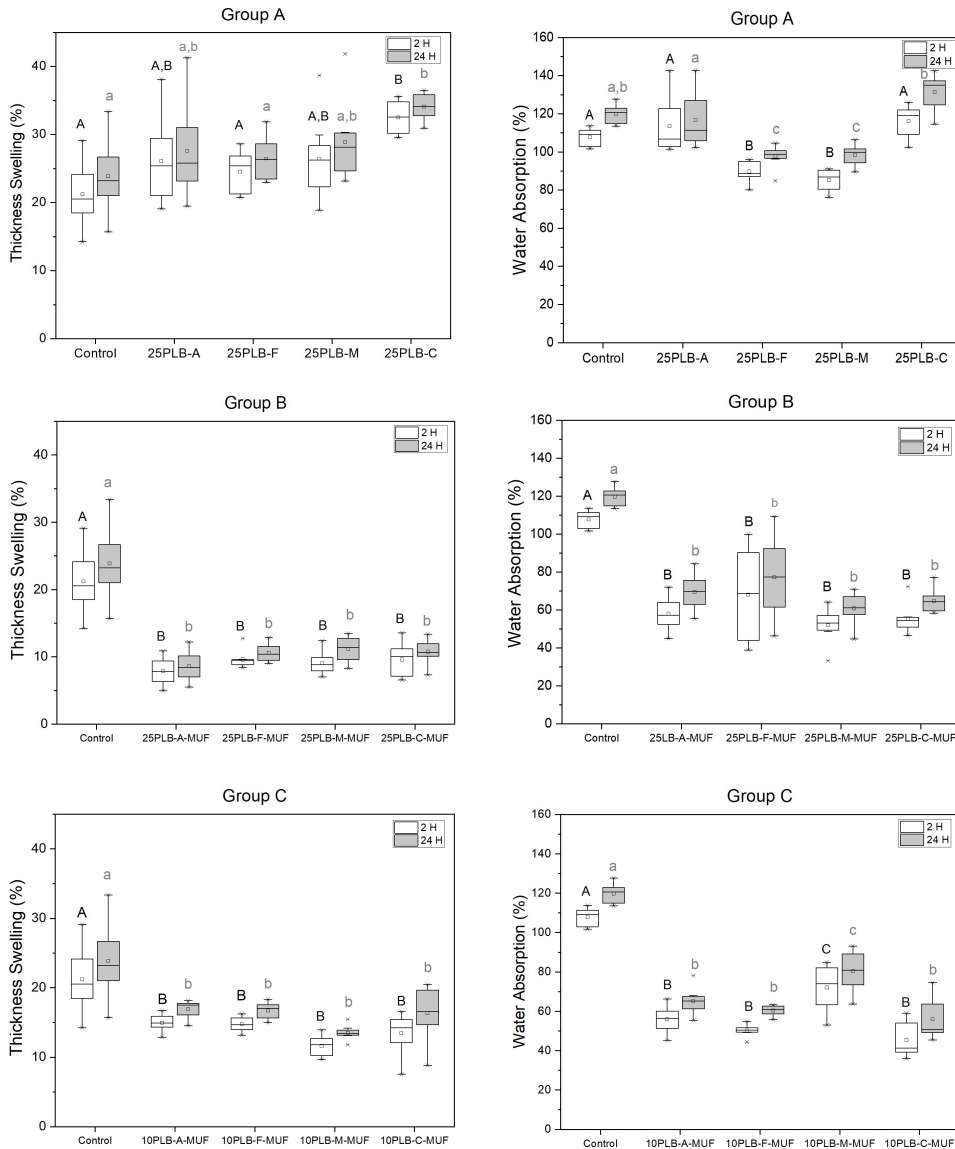 Group A
Thickness Swelling (%)
40
30
20
10
0
2 H
24 H
A
a
A,B
a,b
A
a
A,B
a,b
B
b
Control
25PLB-A
25PLB-F
25PLB-M
25PLB-C
Group A
Water Absorption (%)
160
140
120
100
80
60
40
20
0
2 H
24 H
A
a,b
A
a
B
c
B
c
A
b
Control
25PLB-A
25PLB-F
25PLB-M
25PLB-C
Group B
Thickness Swelling (%)
40
30
20
10
0
2 H
24 H
A
a
B
b
B
b
B
b
B
b
Control
25PLB-A-MUF
25PLB-F-MUF
25PLB-M-MUF
25PLB-C-MUF
Group B
Water Absorption (%)
160
140
120
100
80
60
40
20
0
2 H
24 H
A
a
B
b
B
b
B
b
B
b
Control
25LB-A-MUF
25PLB-F-MUF
25PLB-M-MUF
25PLB-C-MUF
Group C
Thickness Swelling (%)
40
30
20
10
0
2 H
24 H
A
a
B
b
B
b
B
b
B
b
Control
10PLB-A-MUF
10PLB-F-MUF
10PLB-M-MUF
10PLB-C-MUF
Group C
Water Absorption (%)
160
140
120
100
80
60
40
20
0
2 H
24 H
A
a
B
b
B
b
C
c
B
b
Control
10PLB-A-MUF
10PLB-F-MUF
10PLB-M-MUF
10PLB-C-MUF